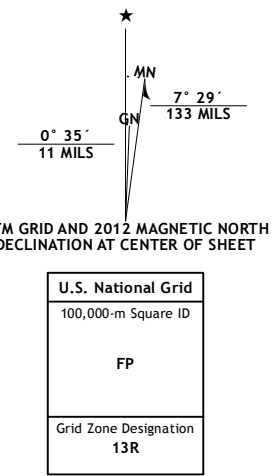 ★
MN
GN
7° 29´
133 MILS
0° 35´
11 MILS
TM GRID AND 2012 MAGNETIC NORTH
DECLINATION AT CENTER OF SHEET
U.S. National Grid
100,000-m Square ID
FP
Grid Zone Designation
13R